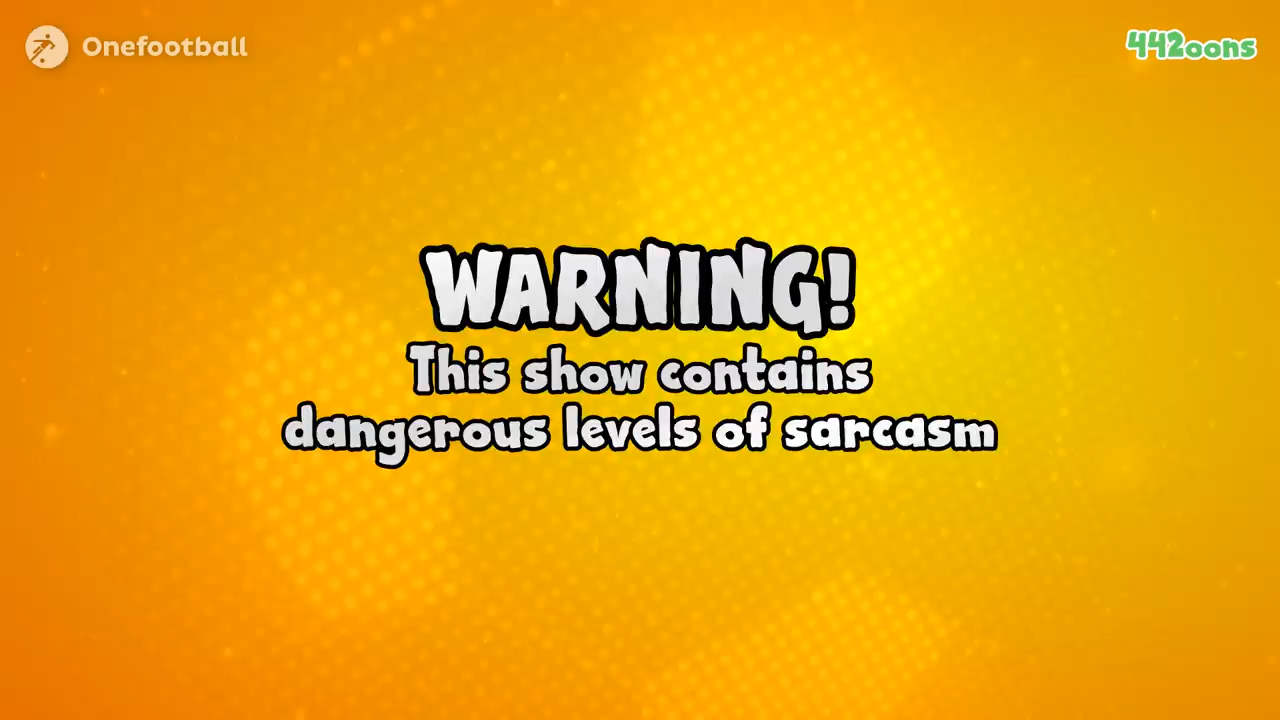 Onefootball
442oons
WARNING!
This show contains
dangerous levels of sarcasm